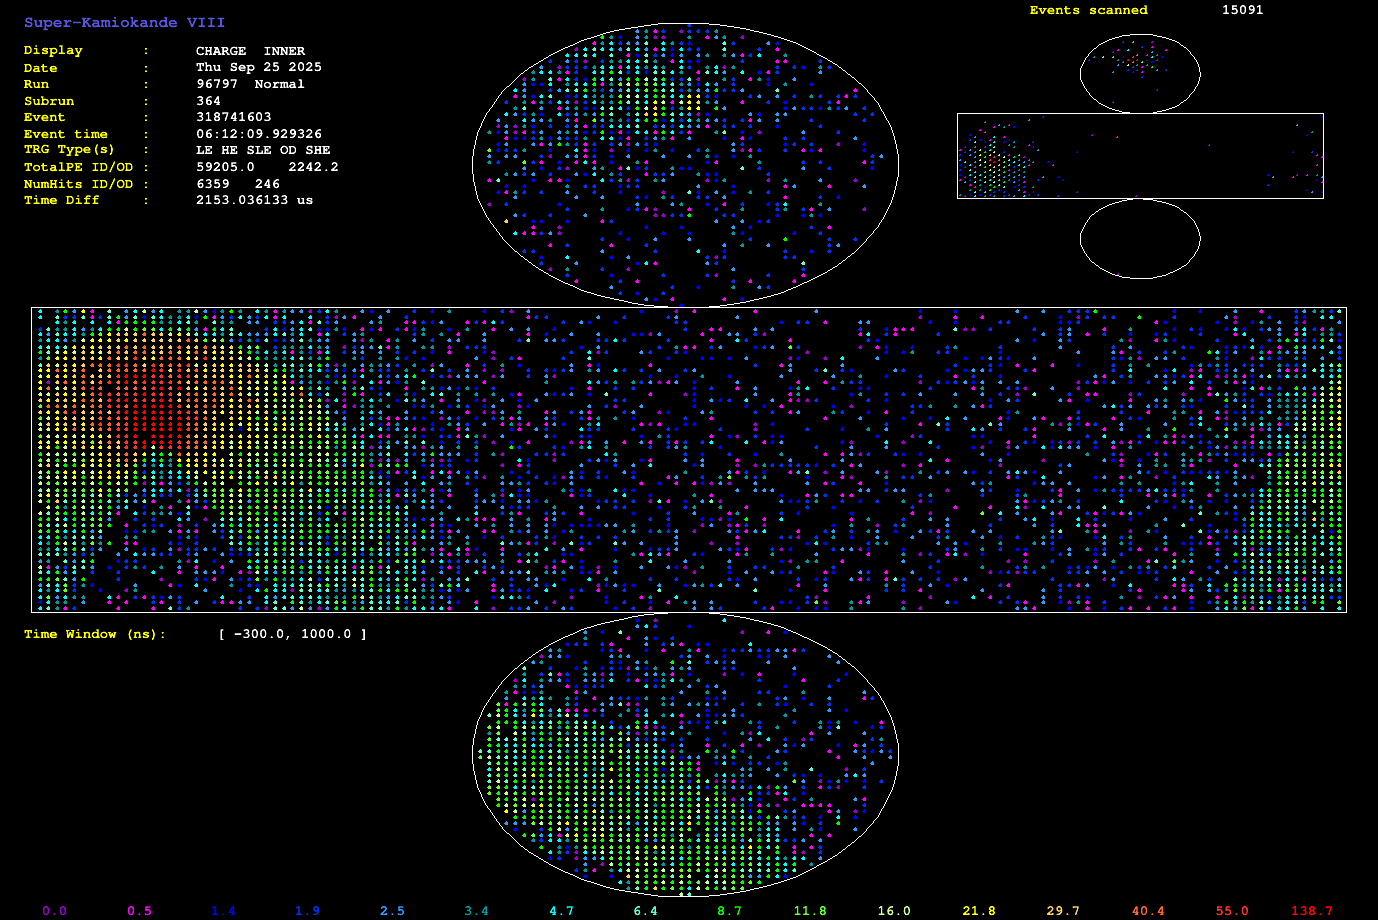 Super-Kamiokande VIII
Events scanned 15091
Display : CHARGE INNER
Date : Thu Sep 25 2025
Run : 96797 Normal
Subrun : 364
Event : 318741603
Event time : 06:12:09.929326
TRG Type(s) : LE HE SLE OD SHE
TotalPE ID/OD : 59205.0 2242.2
NumHits ID/OD : 6359 246
Time Diff : 2153.036133 us
Time Window (ns): [ -300.0, 1000.0 ]
0.0 0.5 1.4 1.9 2.5 3.4 4.7 6.4 8.7 11.8 16.0 21.8 29.7 40.4 55.0 138.7